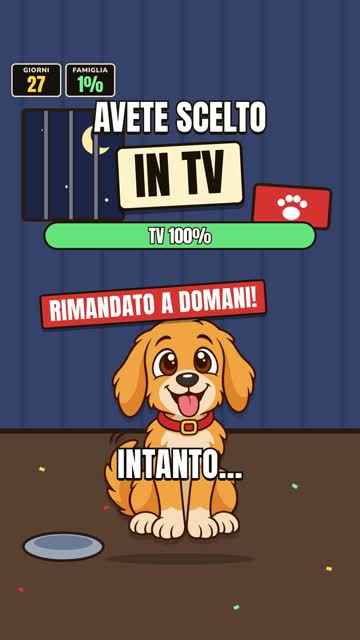 GIORNI
27
FAMIGLIA
1%
AVETE SCELTO
IN TV
TV 100%
RIMANDATO A DOMANI!
INTANTO...